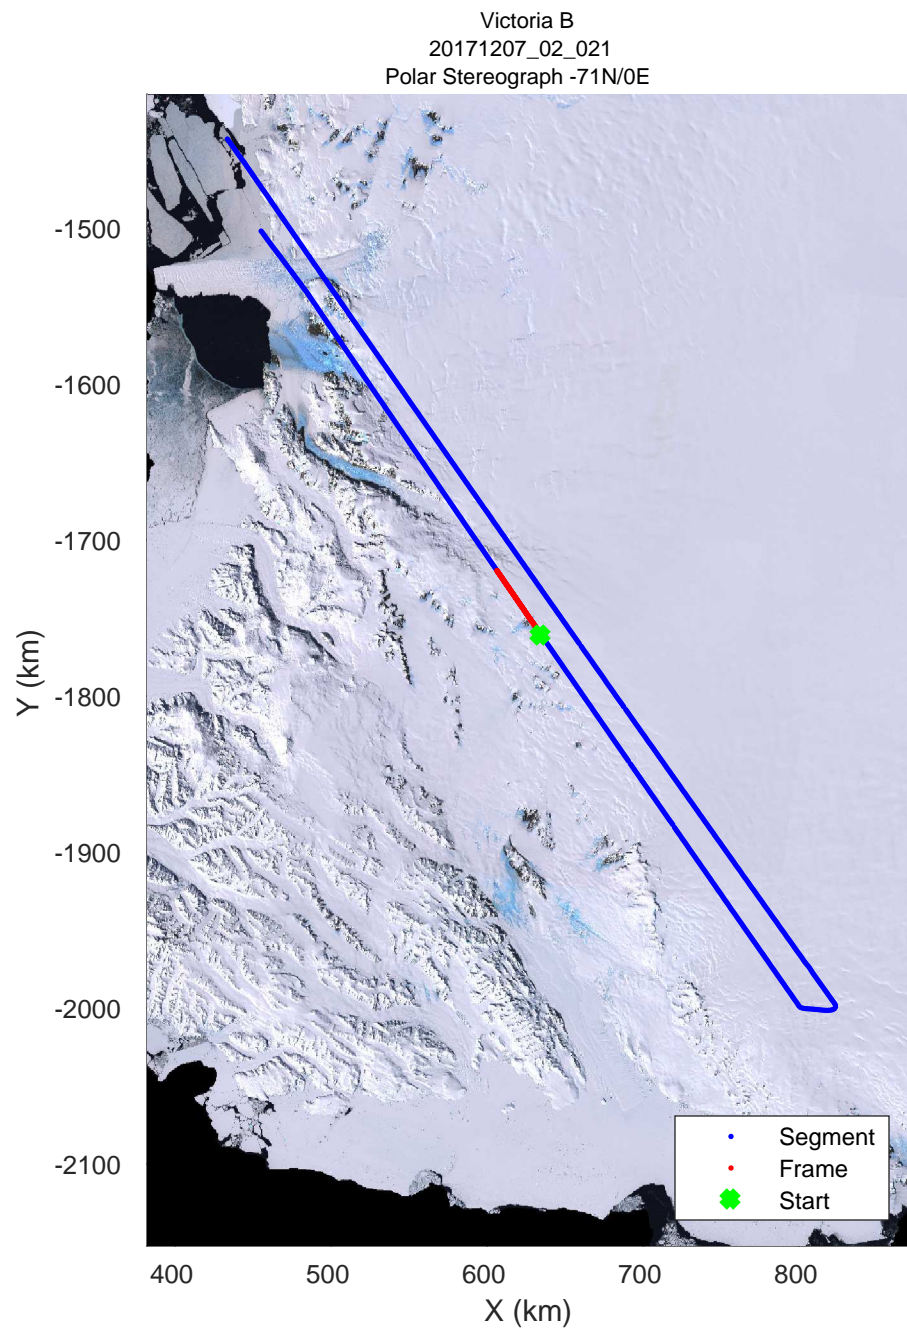 Victoria B
20171207_02_021
Polar Stereograph -71N/0E
-1500
-1600
-1700
-1800
-1900
-2000
-2100
Y (km)
400
500
600
700
800
X (km)
Segment
Frame
Start